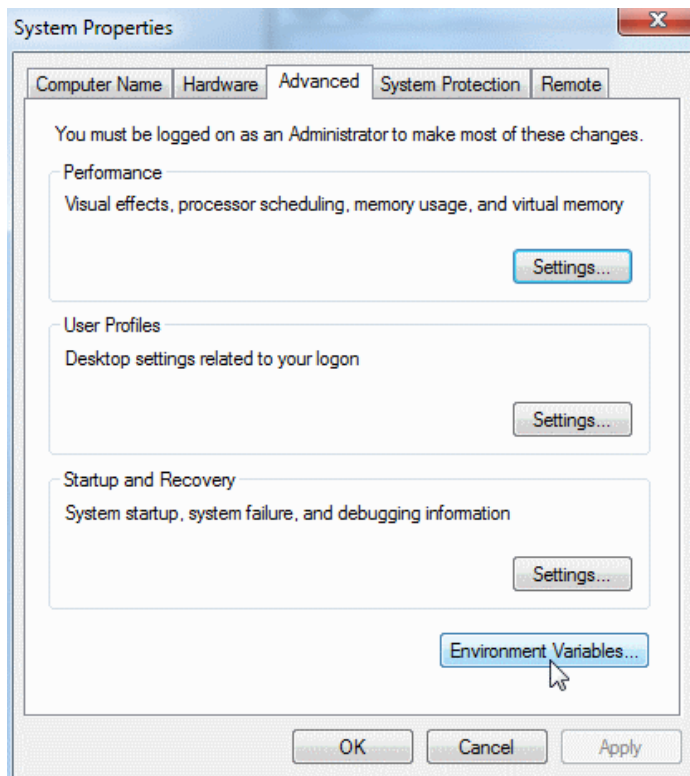 System Properties
Computer Name
Hardware
Advanced
System Protection
Remote
You must be logged on as an Administrator to make most of these changes.
Performance
Visual effects, processor scheduling, memory usage, and virtual memory
Settings...
User Profiles
Desktop settings related to your logon
Settings...
Startup and Recovery
System startup, system failure, and debugging information
Settings...
Environment Variables...
OK
Cancel
Apply